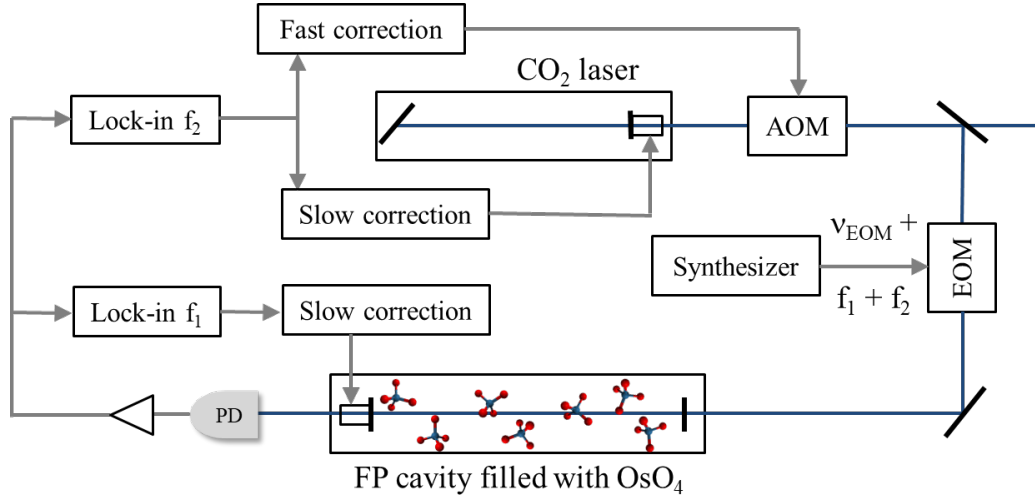 Fast correction
CO₂ laser
Lock-in f₂
AOM
Slow correction
ν_EOM +
Synthesizer
EOM
f₁ + f₂
Lock-in f₁
Slow correction
PD
FP cavity filled with OsO₄